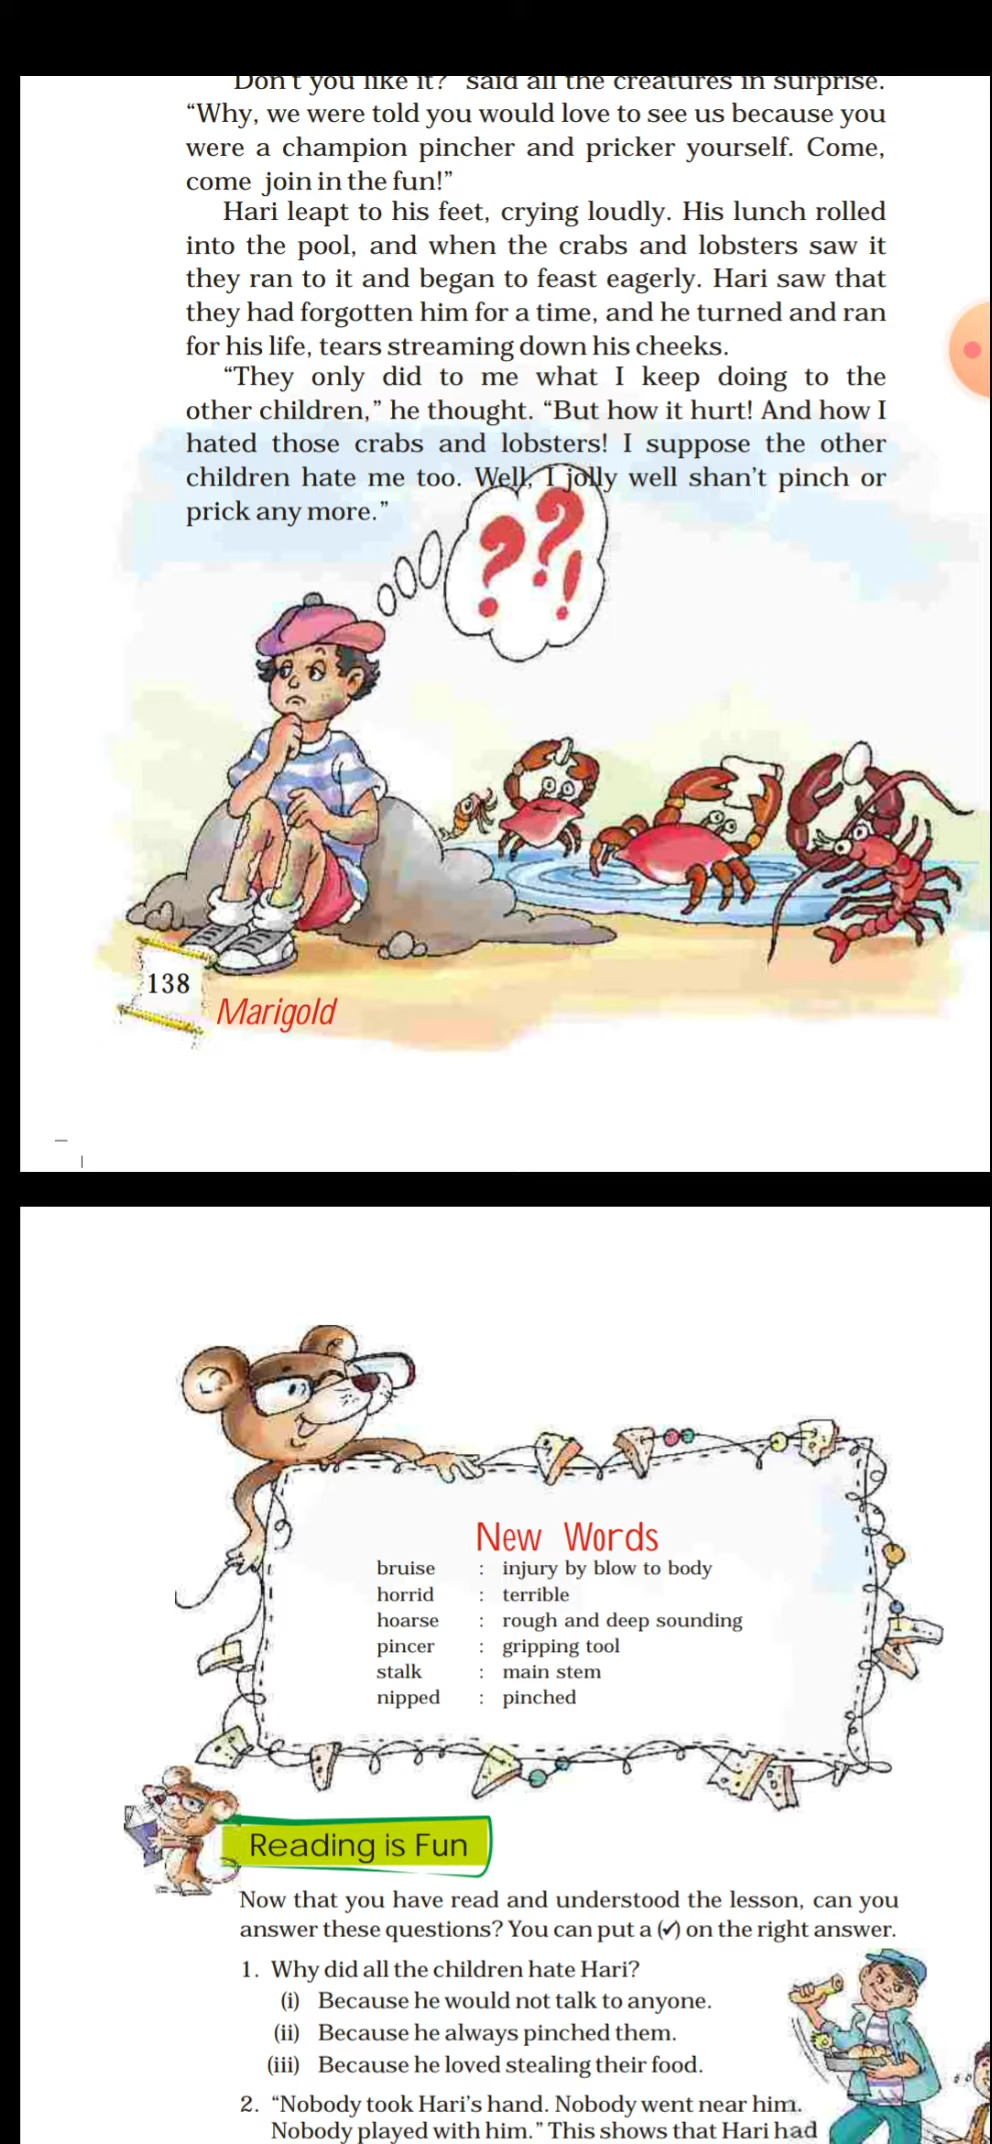 Don't you like it?" said all the creatures in surprise.
“Why, we were told you would love to see us because you
were a champion pincher and pricker yourself. Come,
come join in the fun!”
Hari leapt to his feet, crying loudly. His lunch rolled
into the pool, and when the crabs and lobsters saw it
they ran to it and began to feast eagerly. Hari saw that
they had forgotten him for a time, and he turned and ran
for his life, tears streaming down his cheeks.
“They only did to me what I keep doing to the
other children,” he thought. “But how it hurt! And how I
hated those crabs and lobsters! I suppose the other
children hate me too. Well, I jolly well shan’t pinch or
prick any more.”
??!
138
Marigold
New Words
bruise : injury by blow to body
horrid : terrible
hoarse : rough and deep sounding
pincer : gripping tool
stalk : main stem
nipped : pinched
Reading is Fun
Now that you have read and understood the lesson, can you
answer these questions? You can put a (✔) on the right answer.
1. Why did all the children hate Hari?
(i) Because he would not talk to anyone.
(ii) Because he always pinched them.
(iii) Because he loved stealing their food.
2. “Nobody took Hari’s hand. Nobody went near him.
Nobody played with him.” This shows that Hari had